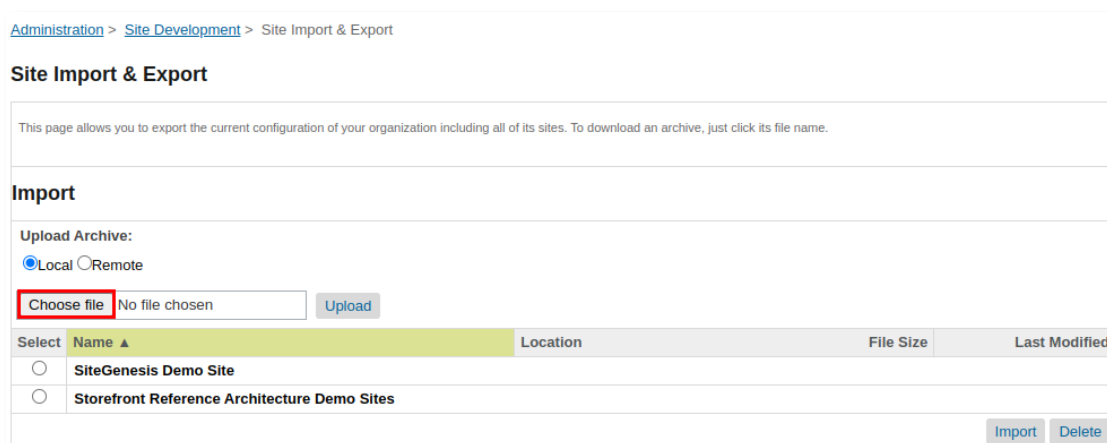 Administration > Site Development > Site Import & Export
Site Import & Export
This page allows you to export the current configuration of your organization including all of its sites. To download an archive, just click its file name.
Import
Upload Archive:
Local Remote
Choose file No file chosen Upload
Select Name ▲ Location File Size Last Modified
SiteGenesis Demo Site
Storefront Reference Architecture Demo Sites
Import Delete